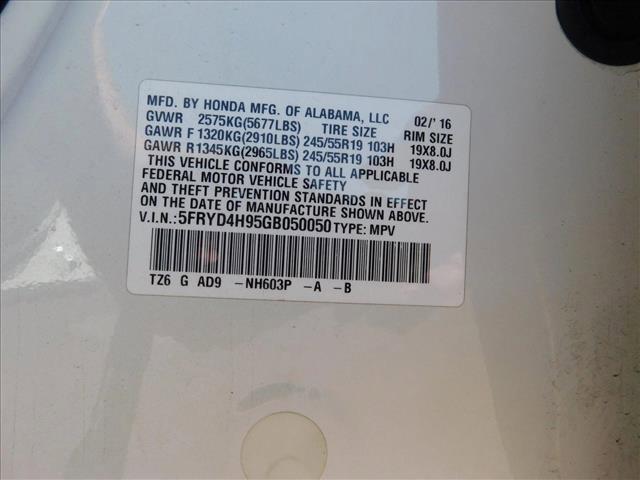 MFD. BY HONDA MFG. OF ALABAMA, LLC 02/'16
GVWR 2575KG(5677LBS) TIRE SIZE RIM SIZE
GAWR F 1320KG(2910LBS) 245/55R19 103H 19X8.0J
GAWR R1345KG(2965LBS) 245/55R19 103H 19X8.0J
THIS VEHICLE CONFORMS TO ALL APPLICABLE
FEDERAL MOTOR VEHICLE SAFETY
AND THEFT PREVENTION STANDARDS IN EFFECT
ON THE DATE OF MANUFACTURE SHOWN ABOVE.
V.I.N.:5FRYD4H95GB050050 TYPE: MPV
TZ6 G AD9 -NH603P -A -B